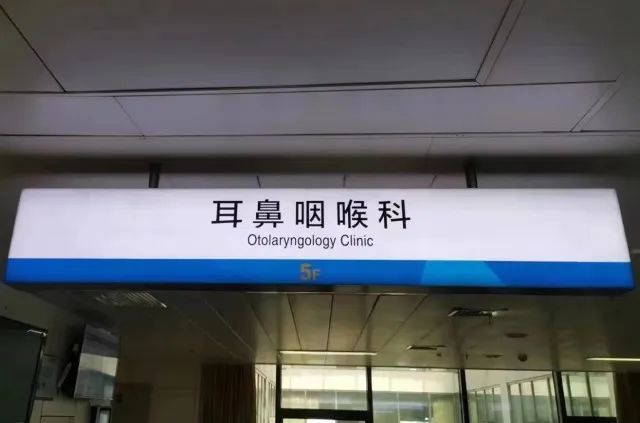 耳鼻咽喉科
Otolaryngology Clinic
5F